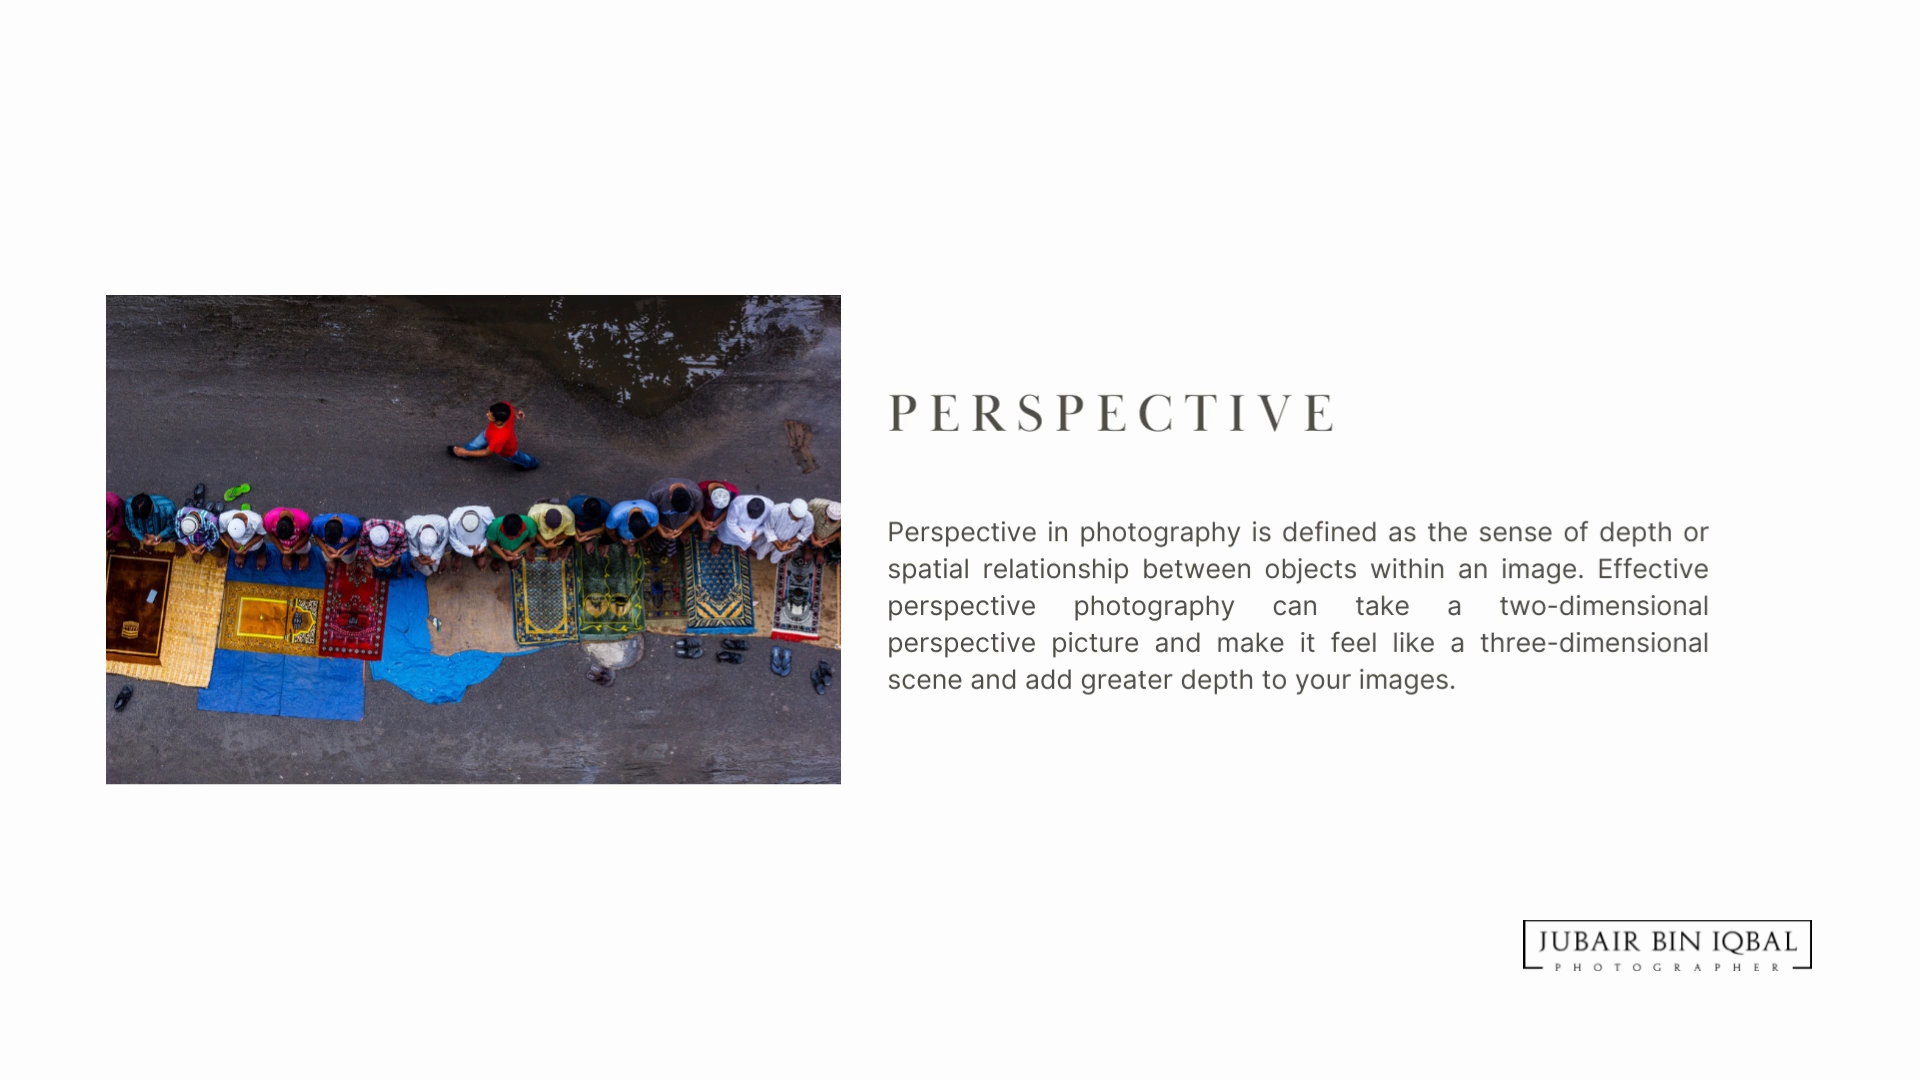 PERSPECTIVE
Perspective in photography is defined as the sense of depth or
spatial relationship between objects within an image. Effective
perspective photography can take a two-dimensional
perspective picture and make it feel like a three-dimensional
scene and add greater depth to your images.
JUBAIR BIN IQBAL
PHOTOGRAPHER